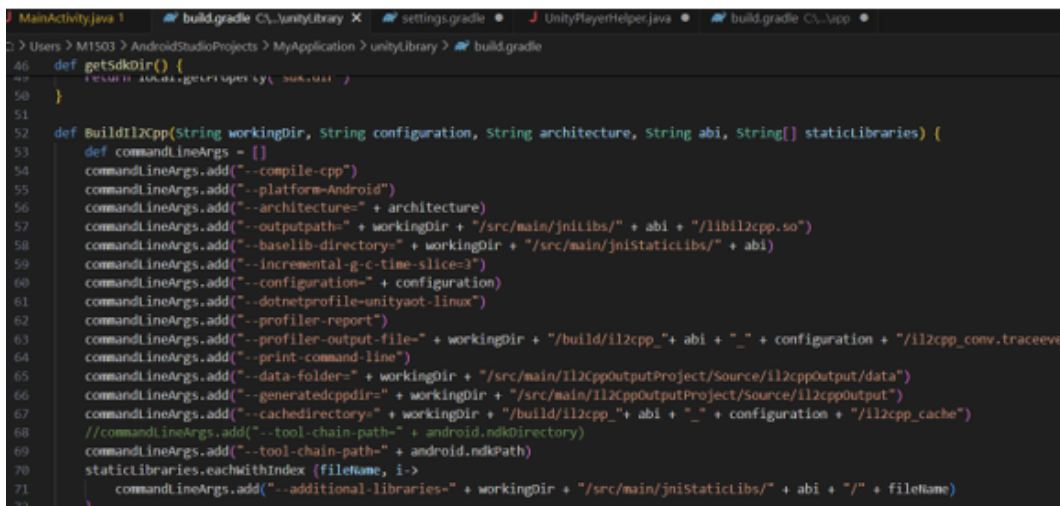 MainActivity.java 1 build.gradle C:\...\unityLibrary settings.gradle UnityPlayerHelper.java build.gradle C:\...\app
> Users > M1503 > AndroidStudioProjects > MyApplication > unityLibrary > build.gradle
46 def getSdkDir() {
49 return local.getProperty('sdk.dir')
50 }
51
52 def BuildIl2Cpp(String workingDir, String configuration, String architecture, String abi, String[] staticLibraries) {
53 def commandLineArgs = []
54 commandLineArgs.add("--compile-cpp")
55 commandLineArgs.add("--platform=Android")
56 commandLineArgs.add("--architecture=" + architecture)
57 commandLineArgs.add("--outputpath=" + workingDir + "/src/main/jniLibs/" + abi + "/libil2cpp.so")
58 commandLineArgs.add("--baselib-directory=" + workingDir + "/src/main/jniStaticLibs/" + abi)
59 commandLineArgs.add("--incremental-g-c-time-slice=3")
60 commandLineArgs.add("--configuration=" + configuration)
61 commandLineArgs.add("--dotnetprofile=unityaot-linux")
62 commandLineArgs.add("--profiler-report")
63 commandLineArgs.add("--profiler-output-file=" + workingDir + "/build/il2cpp_"+ abi + "_" + configuration + "/il2cpp_conv.traceeve
64 commandLineArgs.add("--print-command-line")
65 commandLineArgs.add("--data-folder=" + workingDir + "/src/main/Il2CppOutputProject/Source/il2cppOutput/data")
66 commandLineArgs.add("--generatedcppdir=" + workingDir + "/src/main/Il2CppOutputProject/Source/il2cppOutput")
67 commandLineArgs.add("--cachedirectory=" + workingDir + "/build/il2cpp_"+ abi + "_" + configuration + "/il2cpp_cache")
68 //commandLineArgs.add("--tool-chain-path=" + android.ndkDirectory)
69 commandLineArgs.add("--tool-chain-path=" + android.ndkPath)
70 staticLibraries.eachWithIndex {fileName, i->
71 commandLineArgs.add("--additional-libraries=" + workingDir + "/src/main/jniStaticLibs/" + abi + "/" + fileName)